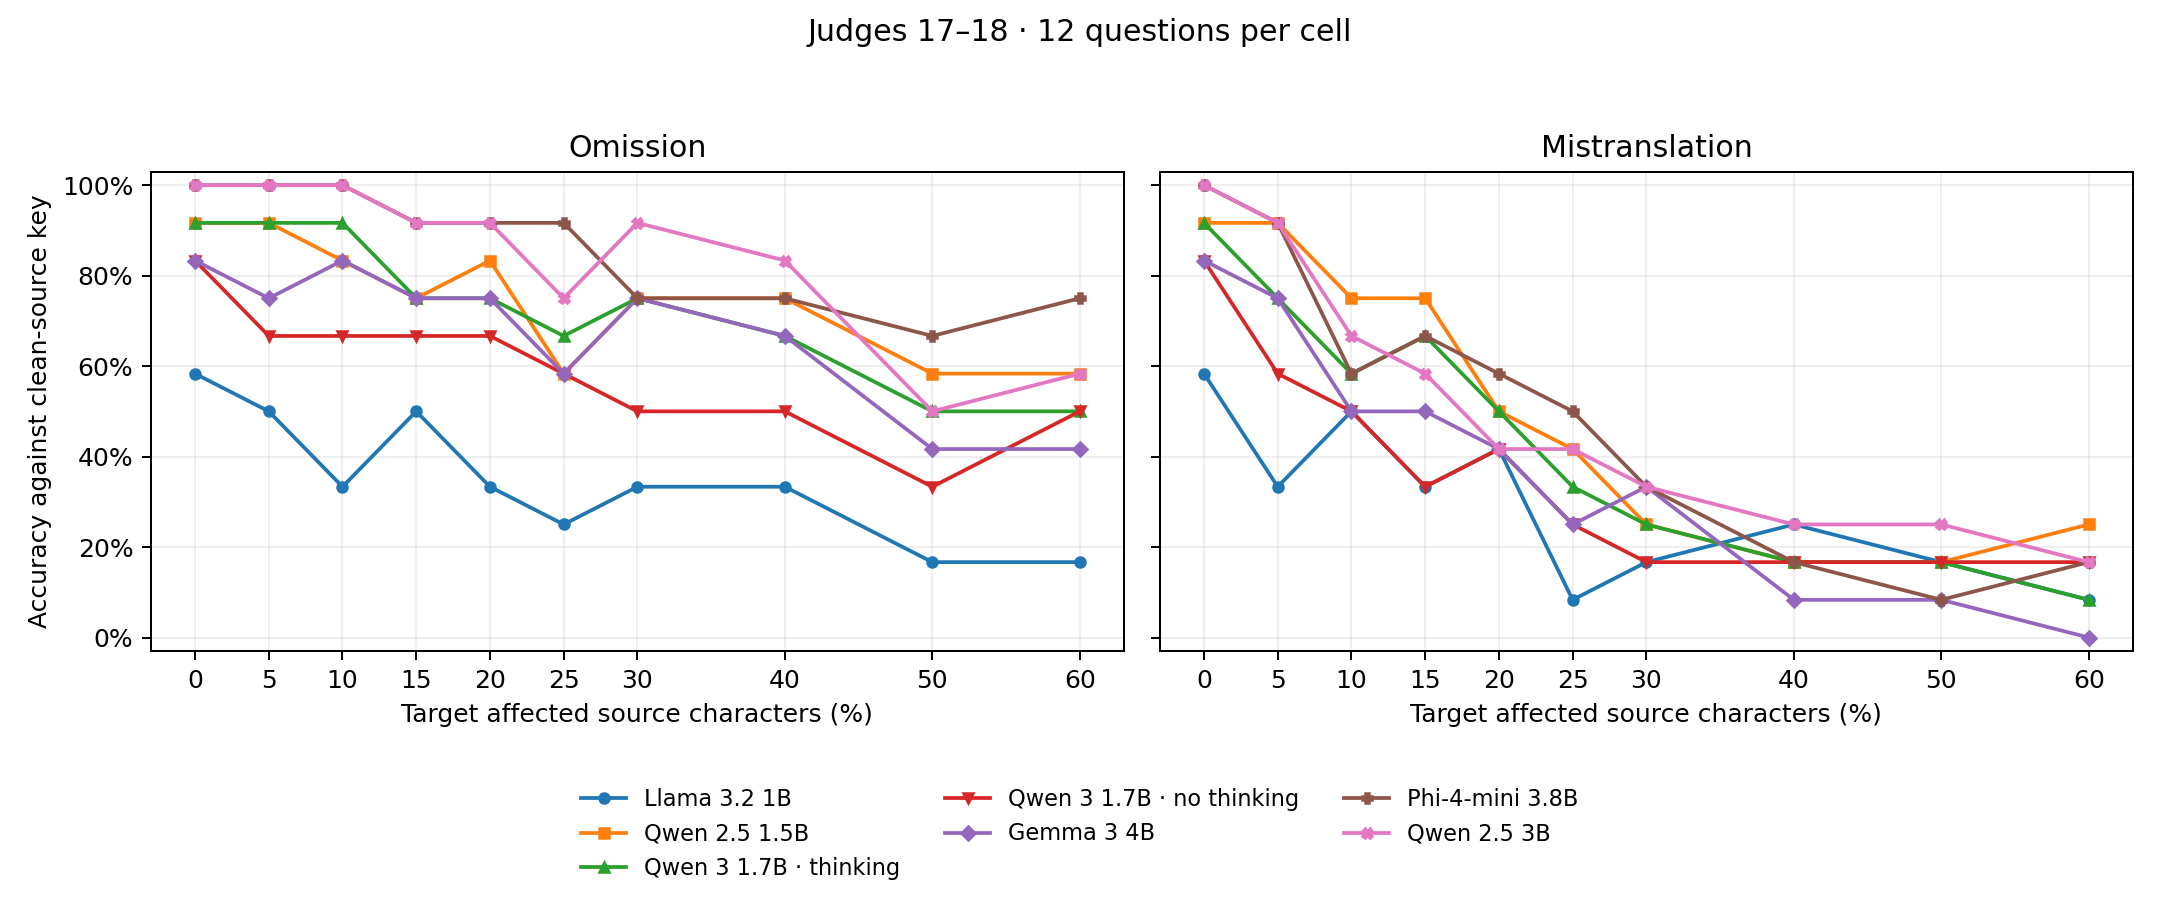 Judges 17–18 · 12 questions per cell
Omission
Mistranslation
Accuracy against clean-source key
100%
80%
60%
40%
20%
0%
0 5 10 15 20 25 30 40 50 60
0 5 10 15 20 25 30 40 50 60
Target affected source characters (%)
Target affected source characters (%)
Llama 3.2 1B
Qwen 2.5 1.5B
Qwen 3 1.7B · thinking
Qwen 3 1.7B · no thinking
Gemma 3 4B
Phi-4-mini 3.8B
Qwen 2.5 3B